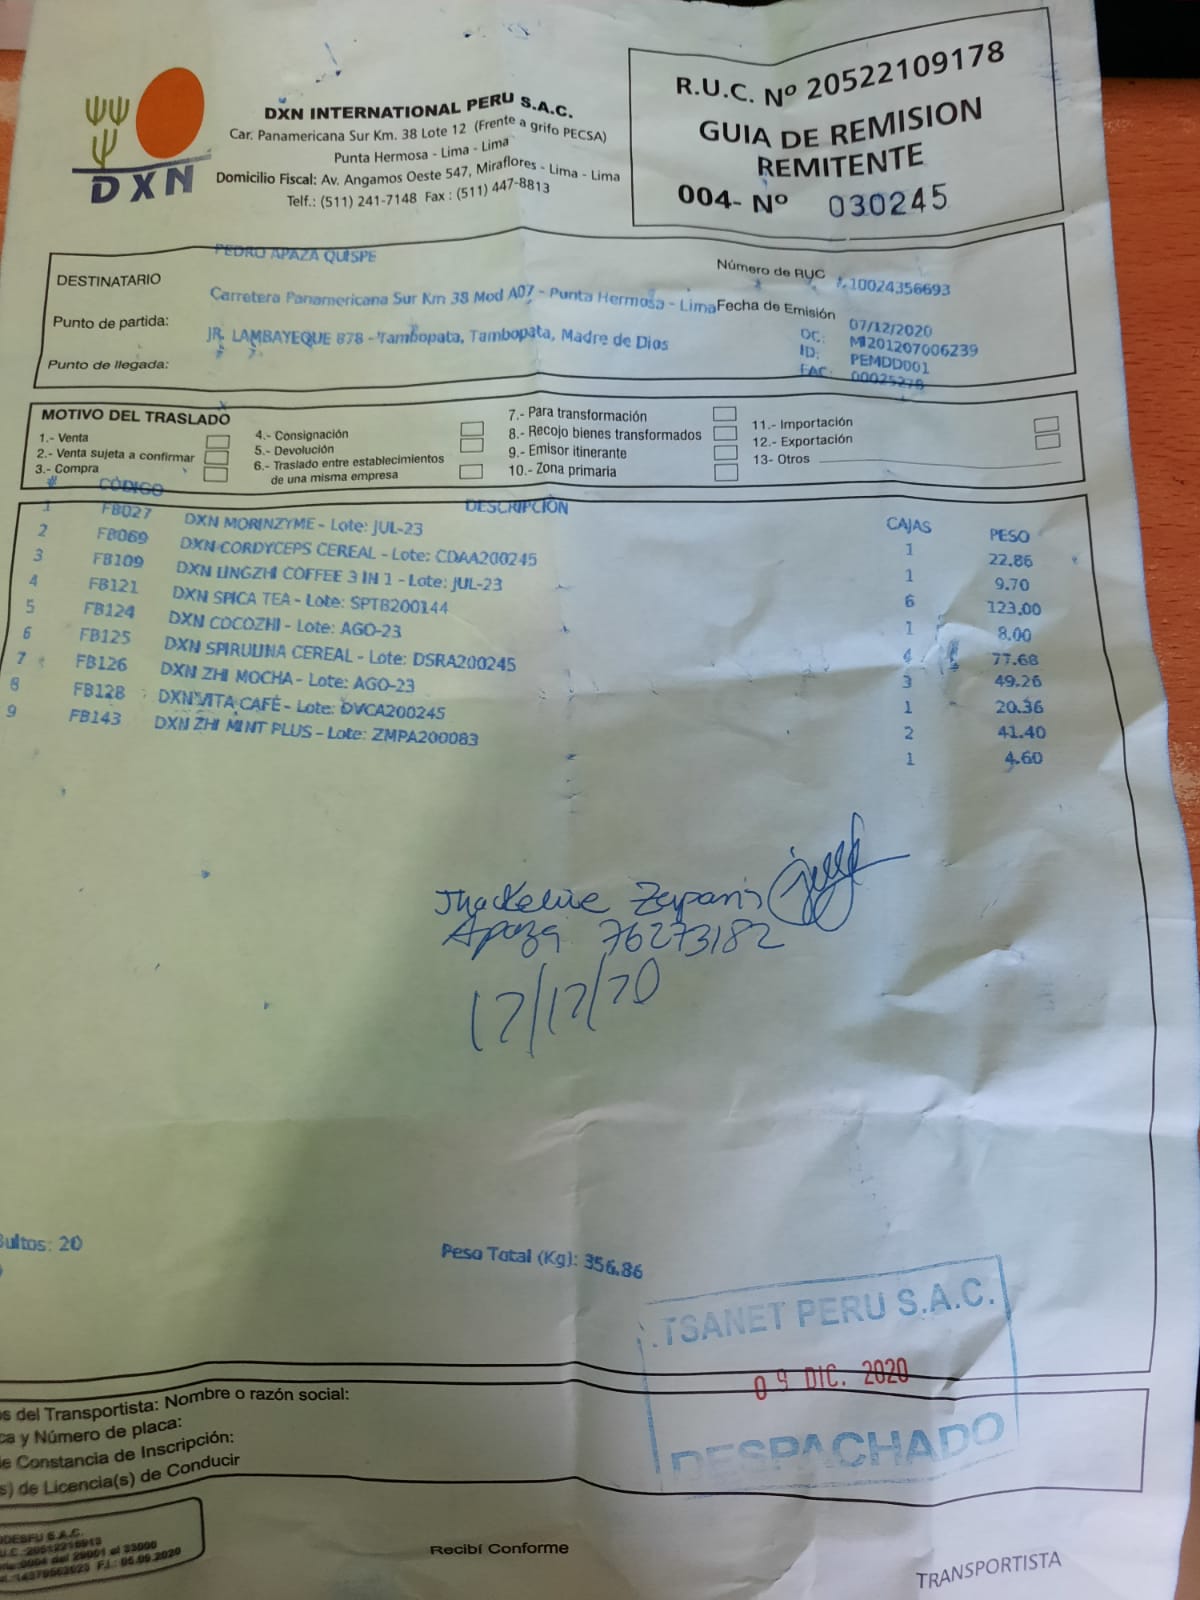 DXN
DXN INTERNATIONAL PERU S.A.C.
Car. Panamericana Sur Km. 38 Lote 12 (Frente a grifo PECSA)
Punta Hermosa - Lima - Lima
Domicilio Fiscal: Av. Angamos Oeste 547, Miraflores - Lima - Lima
Telf.: (511) 241-7148 Fax : (511) 447-8813
R.U.C. Nº 20522109178
GUIA DE REMISION
REMITENTE
004- Nº 030245
PEDRO APAZA QUISPE
DESTINATARIO
Número de RUC : 10024356693
Carretera Panamericana Sur Km 38 Mod A07 - Punta Hermosa - Lima
Fecha de Emisión 07/12/2020
Punto de partida:
JR. LAMBAYEQUE 878 - Tambopata, Tambopata, Madre de Dios
OC: MI201207006239
ID: PEMDD001
FAC: 00025278
Punto de llegada:
MOTIVO DEL TRASLADO
1.- Venta
2.- Venta sujeta a confirmar
3.- Compra
4.- Consignación
5.- Devolución
6.- Traslado entre establecimientos
de una misma empresa
7.- Para transformación
8.- Recojo bienes transformados
9.- Emisor itinerante
10.- Zona primaria
11.- Importación
12.- Exportación
13- Otros
# CÓDIGO DESCRIPCIÓN CAJAS PESO
1 FB027 DXN MORINZYME - Lote: JUL-23 1 22.86
2 FB069 DXN CORDYCEPS CEREAL - Lote: CDAA200245 1 9.70
3 FB109 DXN LINGZHI COFFEE 3 IN 1 - Lote: JUL-23 6 123.00
4 FB121 DXN SPICA TEA - Lote: SPTB200144 1 8.00
5 FB124 DXN COCOZHI - Lote: AGO-23 4 77.68
6 FB125 DXN SPIRULINA CEREAL - Lote: DSRA200245 3 49.26
7 FB126 DXN ZHI MOCHA - Lote: AGO-23 1 20.36
8 FB128 DXN VITA CAFÉ - Lote: DVCA200245 2 41.40
9 FB143 DXN ZHI MINT PLUS - Lote: ZMPA200083 1 4.60
Apaza 76273182
Bultos: 20
Peso Total (Kg): 356.86
TSANET PERU S.A.C.
09 DIC. 2020
DESPACHADO
os del Transportista: Nombre o razón social:
ca y Número de placa:
de Constancia de Inscripción:
s) de Licencia(s) de Conducir
F.I.: 05.09.2020
Recibí Conforme
TRANSPORTISTA